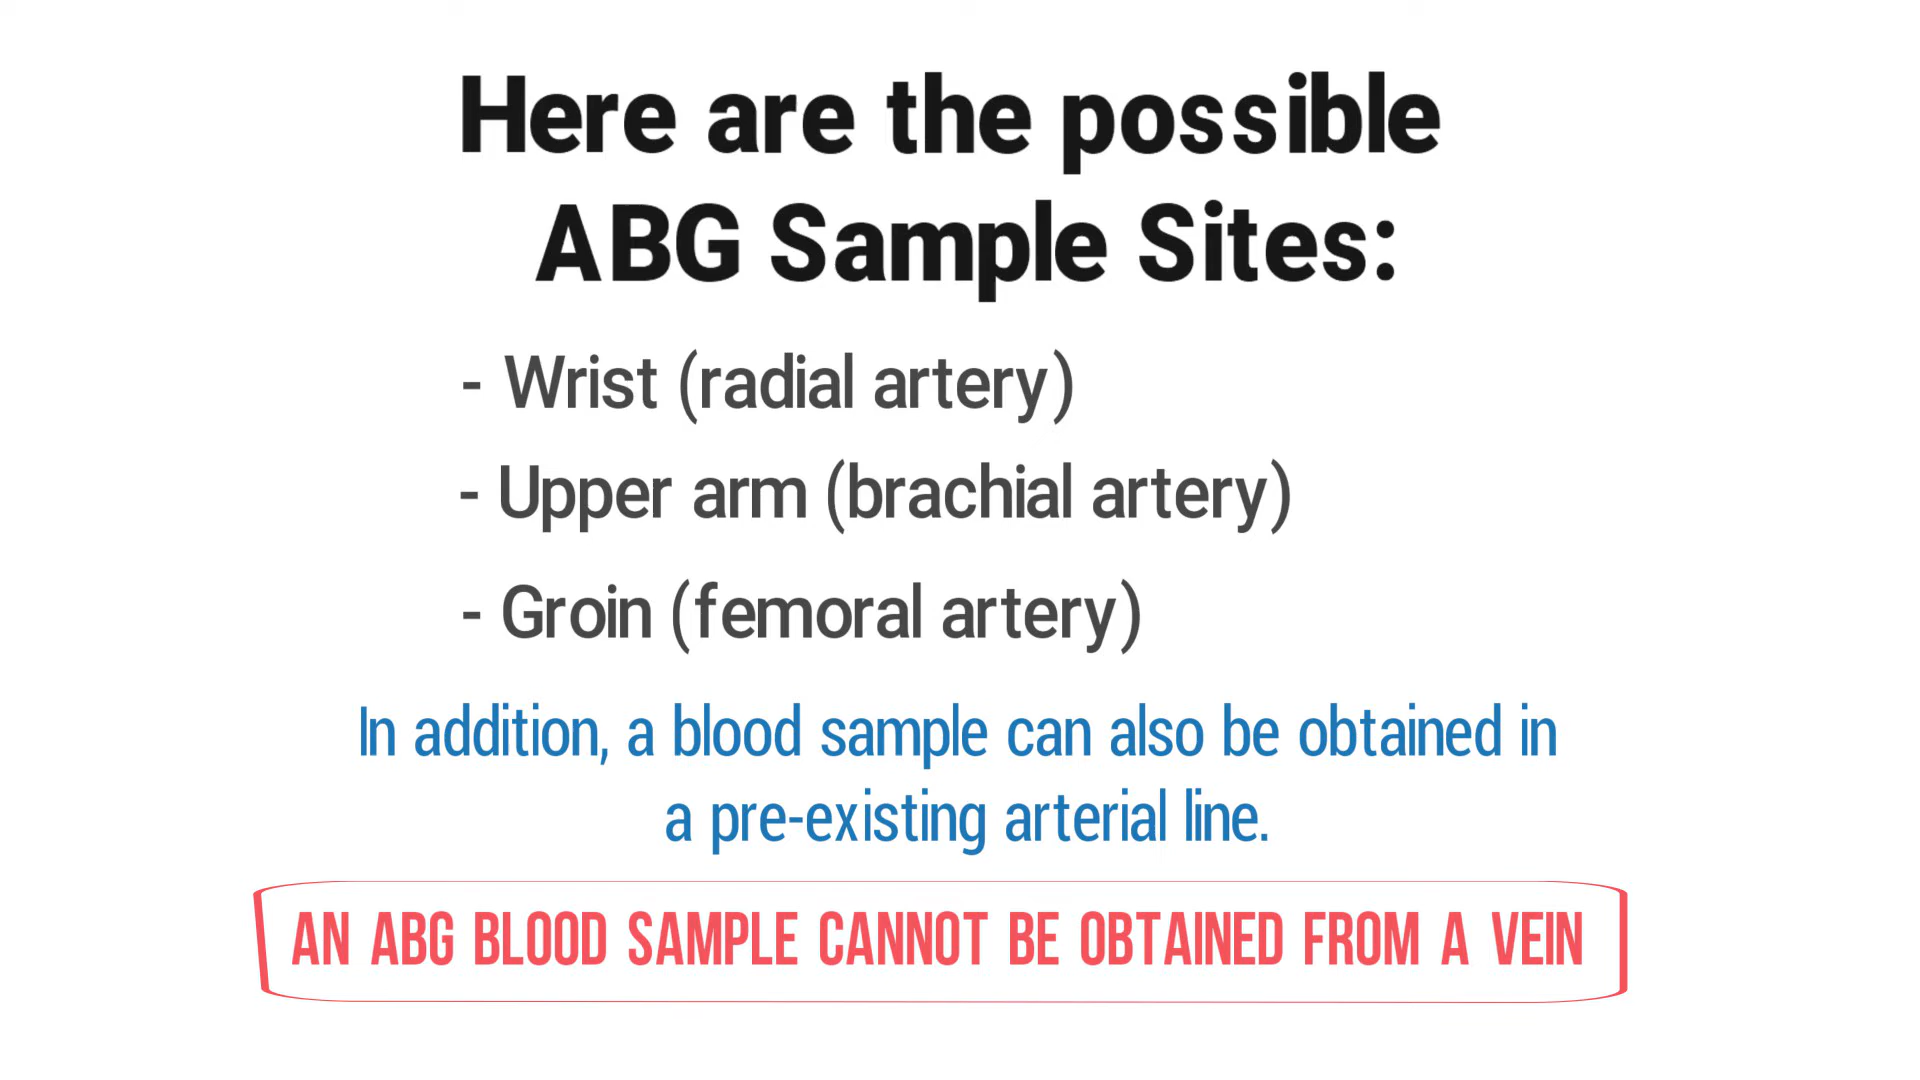 Here are the possible
ABG Sample Sites:
- Wrist (radial artery)
- Upper arm (brachial artery)
- Groin (femoral artery)
In addition, a blood sample can also be obtained in
a pre-existing arterial line.
AN ABG BLOOD SAMPLE CANNOT BE OBTAINED FROM A VEIN